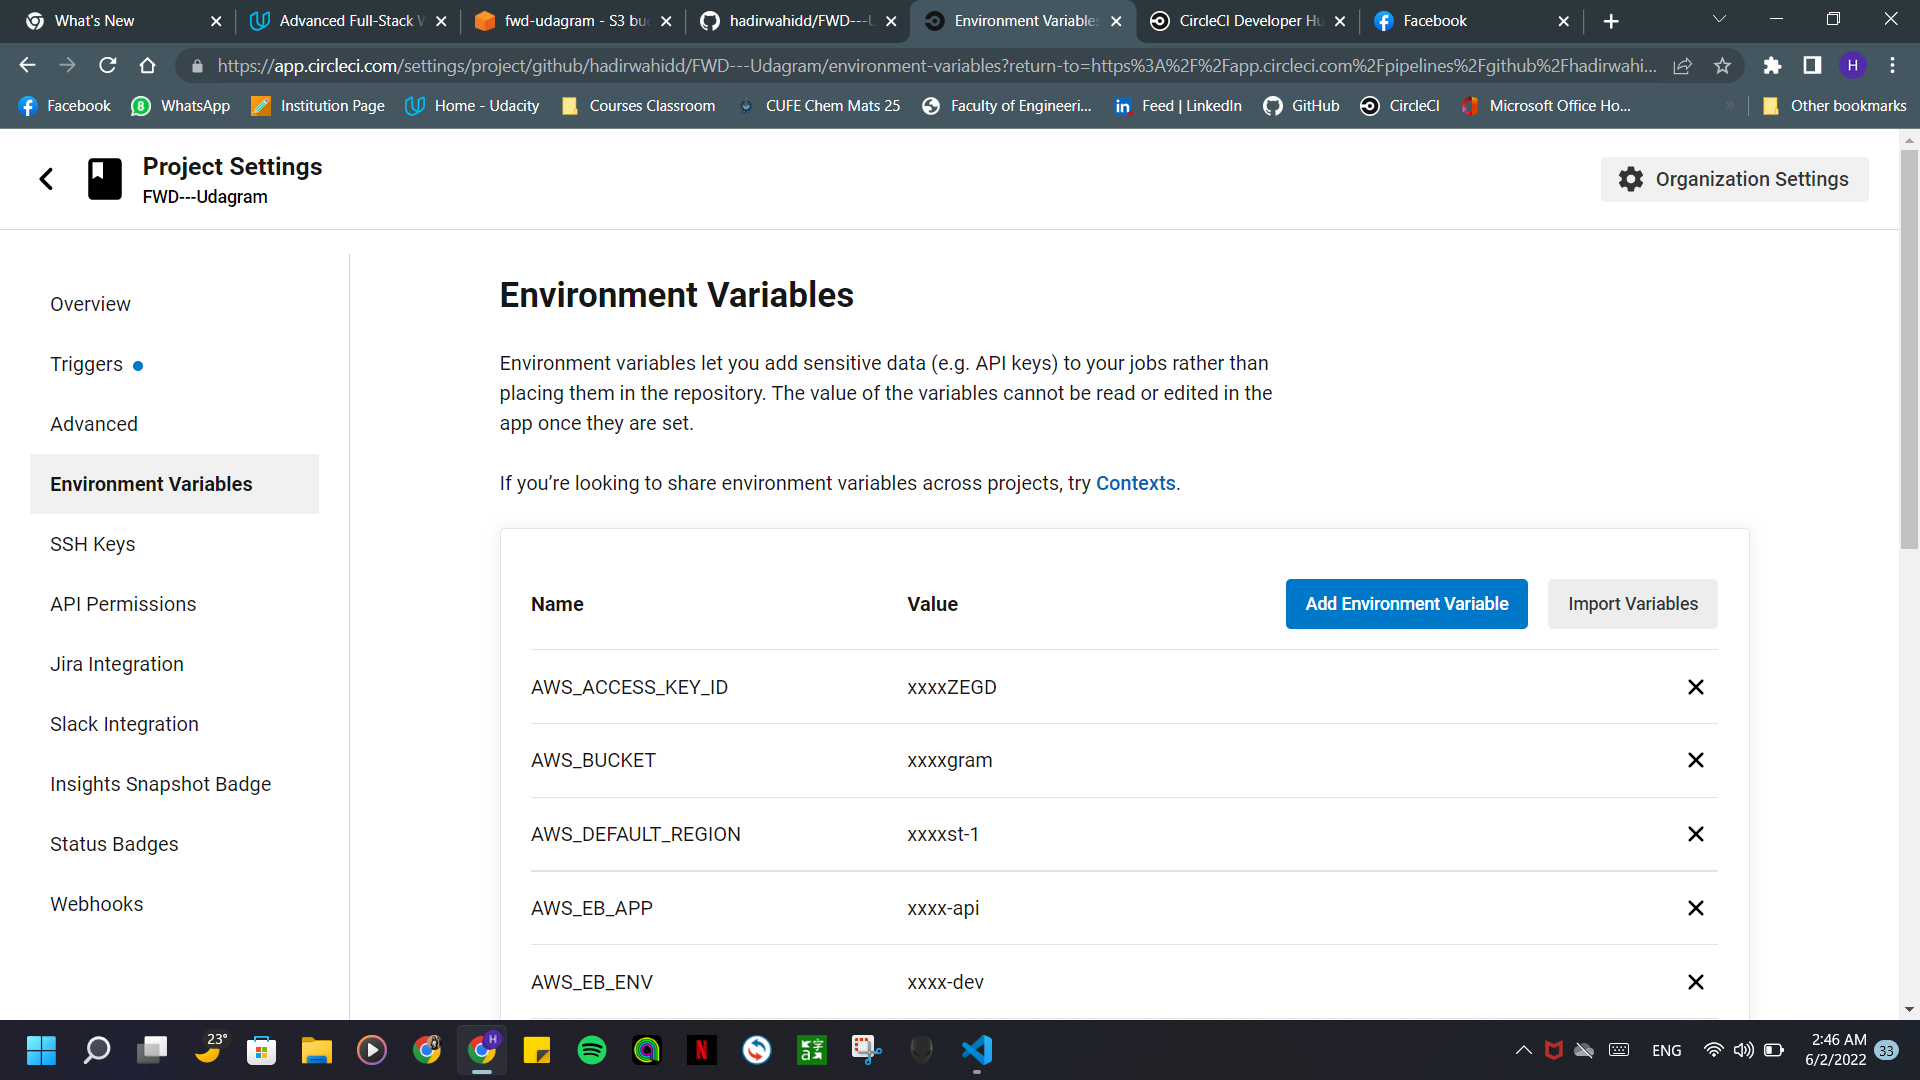 What's New
Advanced Full-Stack W
fwd-udagram - S3 buc
hadirwahidd/FWD---U
Environment Variables
CircleCI Developer Hu
Facebook
https://app.circleci.com/settings/project/github/hadirwahidd/FWD---Udagram/environment-variables?return-to=https%3A%2F%2Fapp.circleci.com%2Fpipelines%2Fgithub%2Fhadirwahi...
H
Facebook
WhatsApp
Institution Page
Home - Udacity
Courses Classroom
CUFE Chem Mats 25
Faculty of Engineeri...
Feed | LinkedIn
GitHub
CircleCI
Microsoft Office Ho...
Other bookmarks
Project Settings
FWD---Udagram
Organization Settings
Overview
Triggers
Advanced
Environment Variables
SSH Keys
API Permissions
Jira Integration
Slack Integration
Insights Snapshot Badge
Status Badges
Webhooks
Environment Variables
Environment variables let you add sensitive data (e.g. API keys) to your jobs rather than
placing them in the repository. The value of the variables cannot be read or edited in the
app once they are set.
If you’re looking to share environment variables across projects, try Contexts.
Name Value Add Environment Variable Import Variables
AWS_ACCESS_KEY_ID xxxxZEGD
AWS_BUCKET xxxxgram
AWS_DEFAULT_REGION xxxxst-1
AWS_EB_APP xxxx-api
AWS_EB_ENV xxxx-dev
23°
ENG
2:46 AM
6/2/2022
33